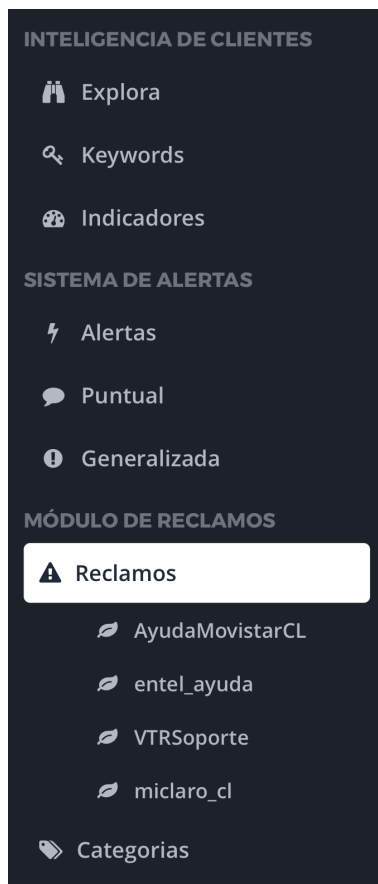 INTELIGENCIA DE CLIENTES
Explora
Keywords
Indicadores
SISTEMA DE ALERTAS
Alertas
Puntual
Generalizada
MÓDULO DE RECLAMOS
Reclamos
AyudaMovistarCL
entel_ayuda
VTRSoporte
miclaro_cl
Categorias